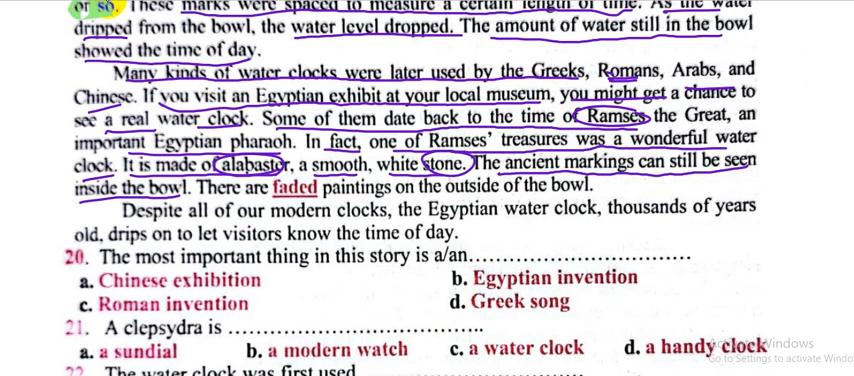 or so. These marks were spaced to measure a certain length of time. As the water
dripped from the bowl, the water level dropped. The amount of water still in the bowl
showed the time of day.
Many kinds of water clocks were later used by the Greeks, Romans, Arabs, and
Chinese. If you visit an Egyptian exhibit at your local museum, you might get a chance to
see a real water clock. Some of them date back to the time of Ramses the Great, an
important Egyptian pharaoh. In fact, one of Ramses' treasures was a wonderful water
clock. It is made of alabaster, a smooth, white stone. The ancient markings can still be seen
inside the bowl. There are faded paintings on the outside of the bowl.
Despite all of our modern clocks, the Egyptian water clock, thousands of years
old, drips on to let visitors know the time of day.
20. The most important thing in this story is a/an.......................................
a. Chinese exhibition b. Egyptian invention
c. Roman invention d. Greek song
21. A clepsydra is ..........................................
a. a sundial b. a modern watch c. a water clock d. a handy clock
Activate Windows
Go to Settings to activate Windo
22. The water clock was first used ..........................................